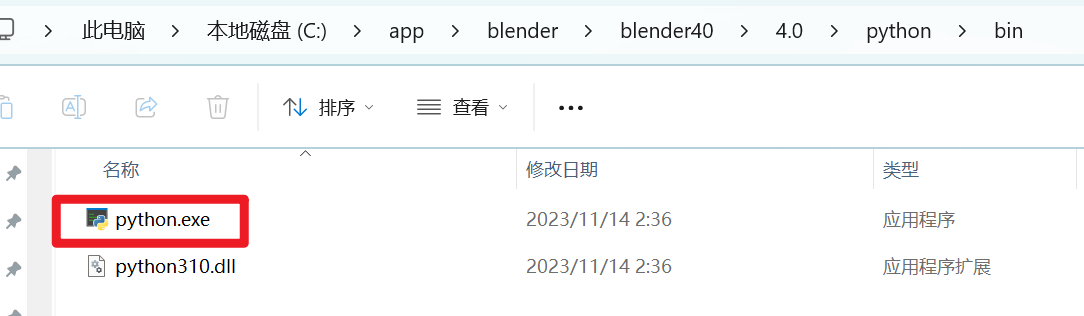 此电脑 > 本地磁盘 (C:) > app > blender > blender40 > 4.0 > python > bin
排序 查看 •••
名称 修改日期 类型
python.exe 2023/11/14 2:36 应用程序
python310.dll 2023/11/14 2:36 应用程序扩展